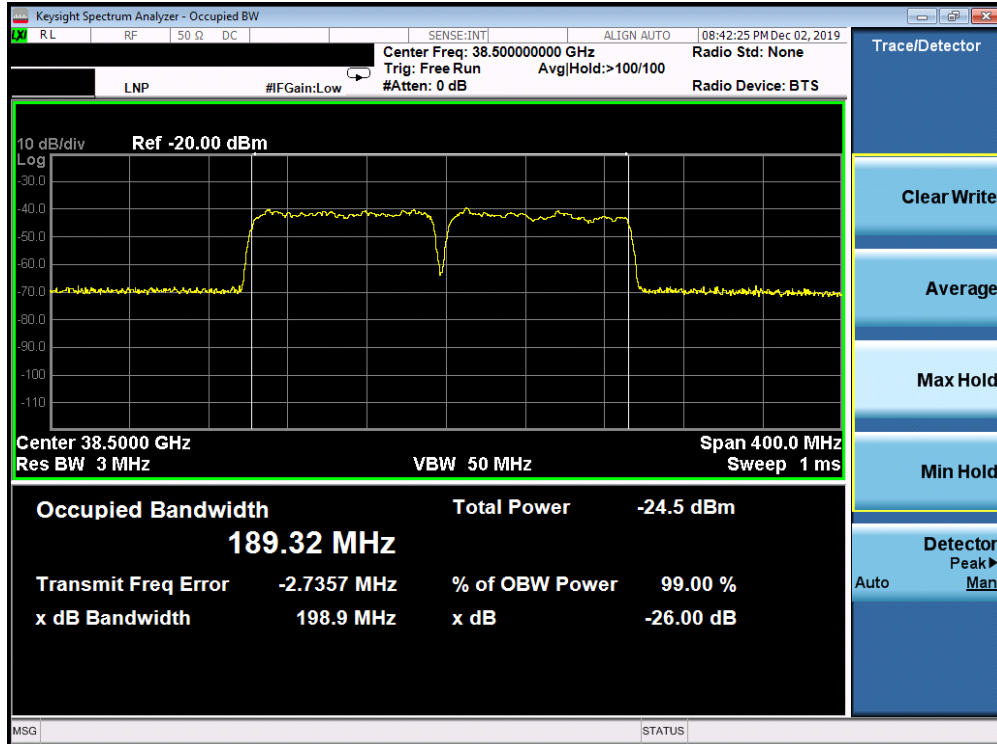 Keysight Spectrum Analyzer - Occupied BW
LXI RL RF 50 Ω DC SENSE:INT ALIGN AUTO 08:42:25 PM Dec 02, 2019
Center Freq: 38.500000000 GHz Radio Std: None
Trig: Free Run Avg|Hold:>100/100
LNP #IFGain:Low #Atten: 0 dB Radio Device: BTS
10 dB/div Ref -20.00 dBm
Log
-30.0
-40.0
-50.0
-60.0
-70.0
-80.0
-90.0
-100
-110
Center 38.5000 GHz Span 400.0 MHz
Res BW 3 MHz VBW 50 MHz Sweep 1 ms
Occupied Bandwidth Total Power -24.5 dBm
189.32 MHz
Transmit Freq Error -2.7357 MHz % of OBW Power 99.00 %
x dB Bandwidth 198.9 MHz x dB -26.00 dB
MSG STATUS
Trace/Detector
Clear Write
Average
Max Hold
Min Hold
Detector
Peak▶
Auto Man